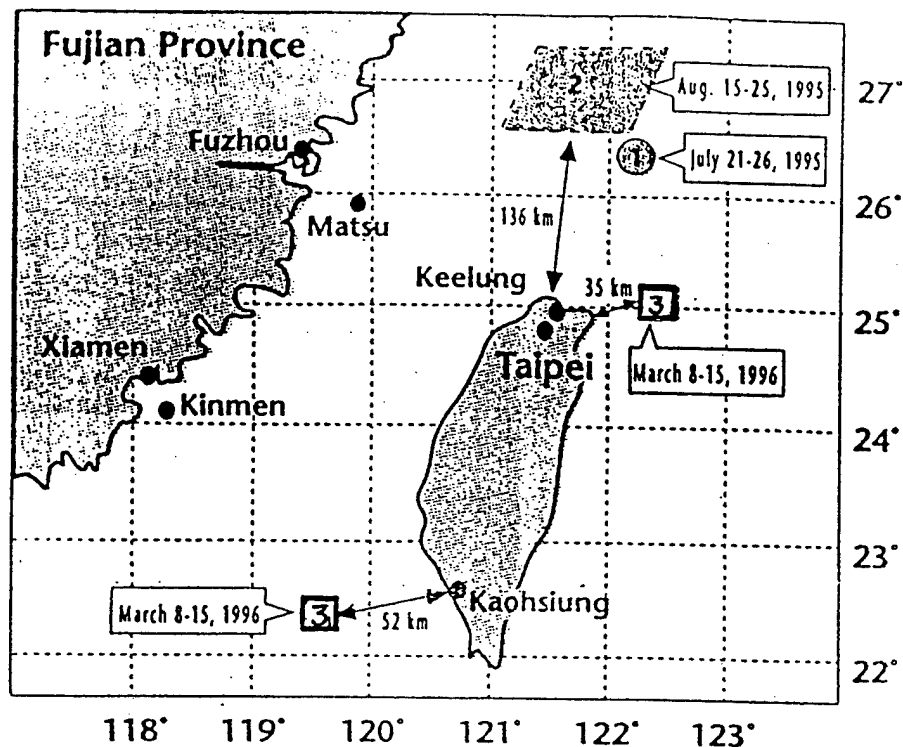 Fujian Province
2
Aug. 15-25, 1995
27°
Fuzhou
1
July 21-26, 1995
Matsu
136 km
26°
Keelung
35 km
3
25°
Xiamen
Taipei
March 8-15, 1996
Kinmen
24°
23°
March 8-15, 1996
3
52 km
Kaohsiung
22°
118° 119° 120° 121° 122° 123°